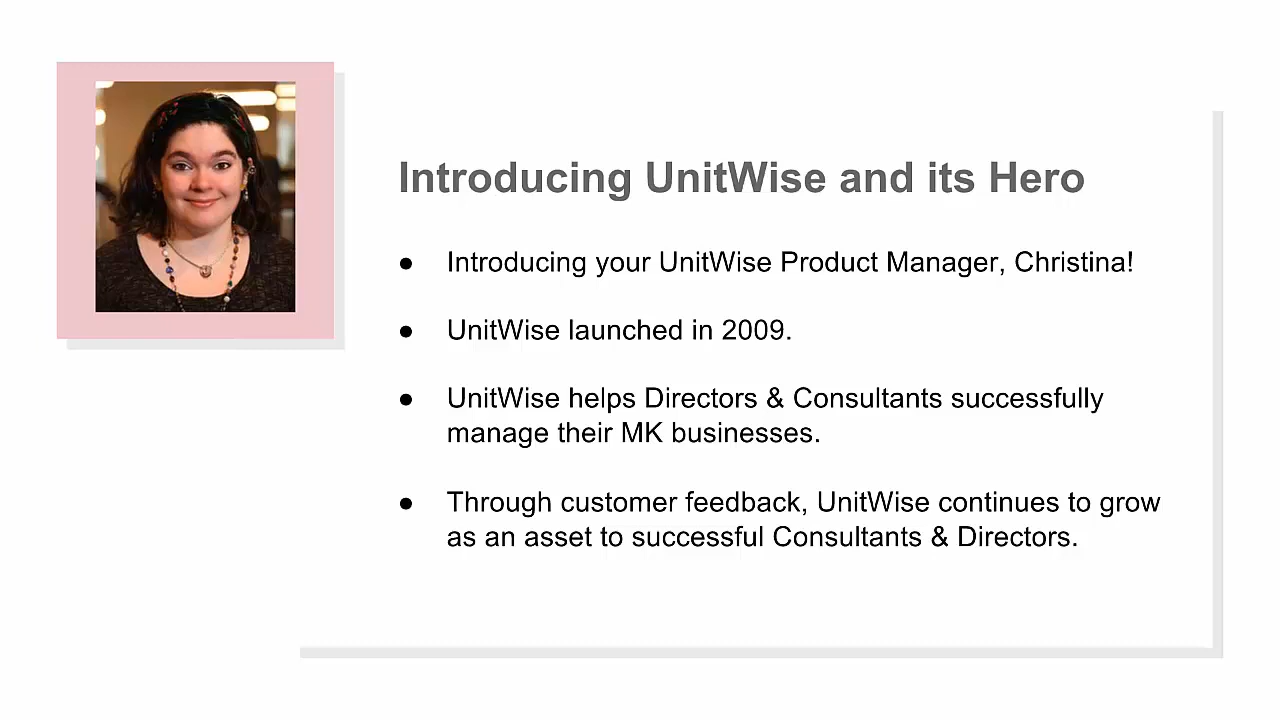 Introducing UnitWise and its Hero
● Introducing your UnitWise Product Manager, Christina!
● UnitWise launched in 2009.
● UnitWise helps Directors & Consultants successfully
manage their MK businesses.
● Through customer feedback, UnitWise continues to grow
as an asset to successful Consultants & Directors.